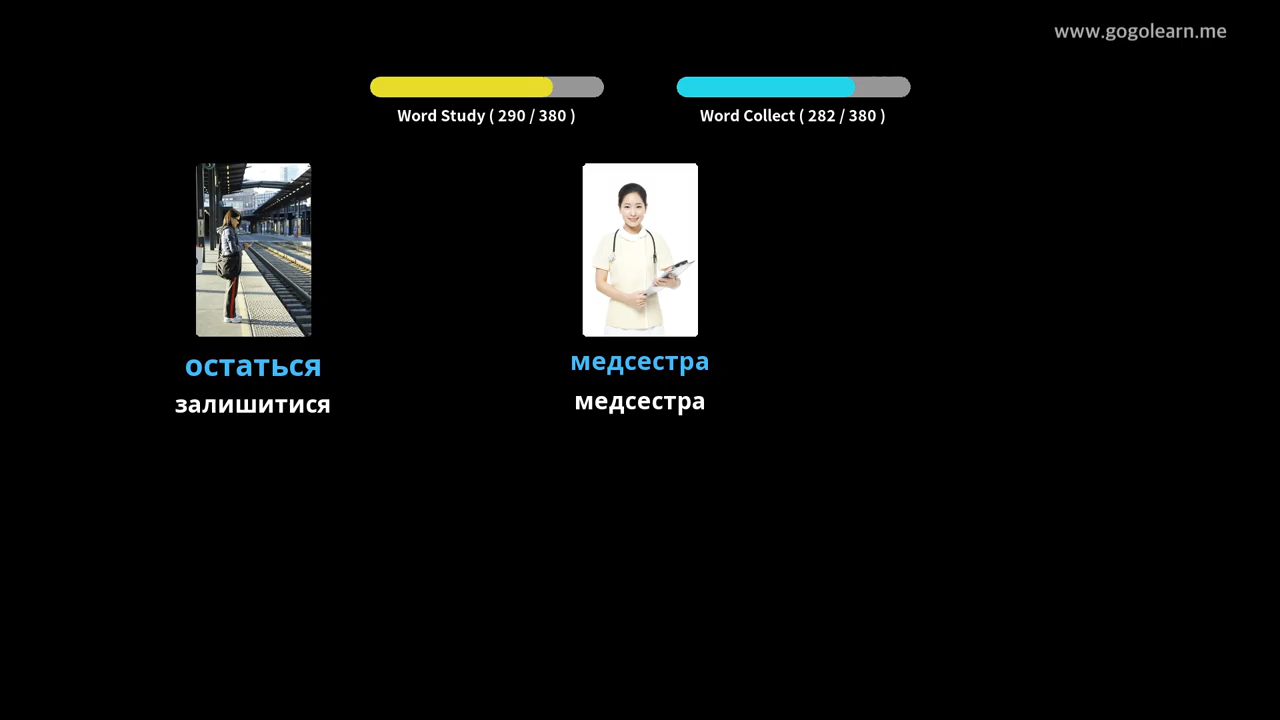 www.gogolearn.me
Word Study ( 290 / 380 )
Word Collect ( 282 / 380 )
остаться
залишитися
медсестра
медсестра